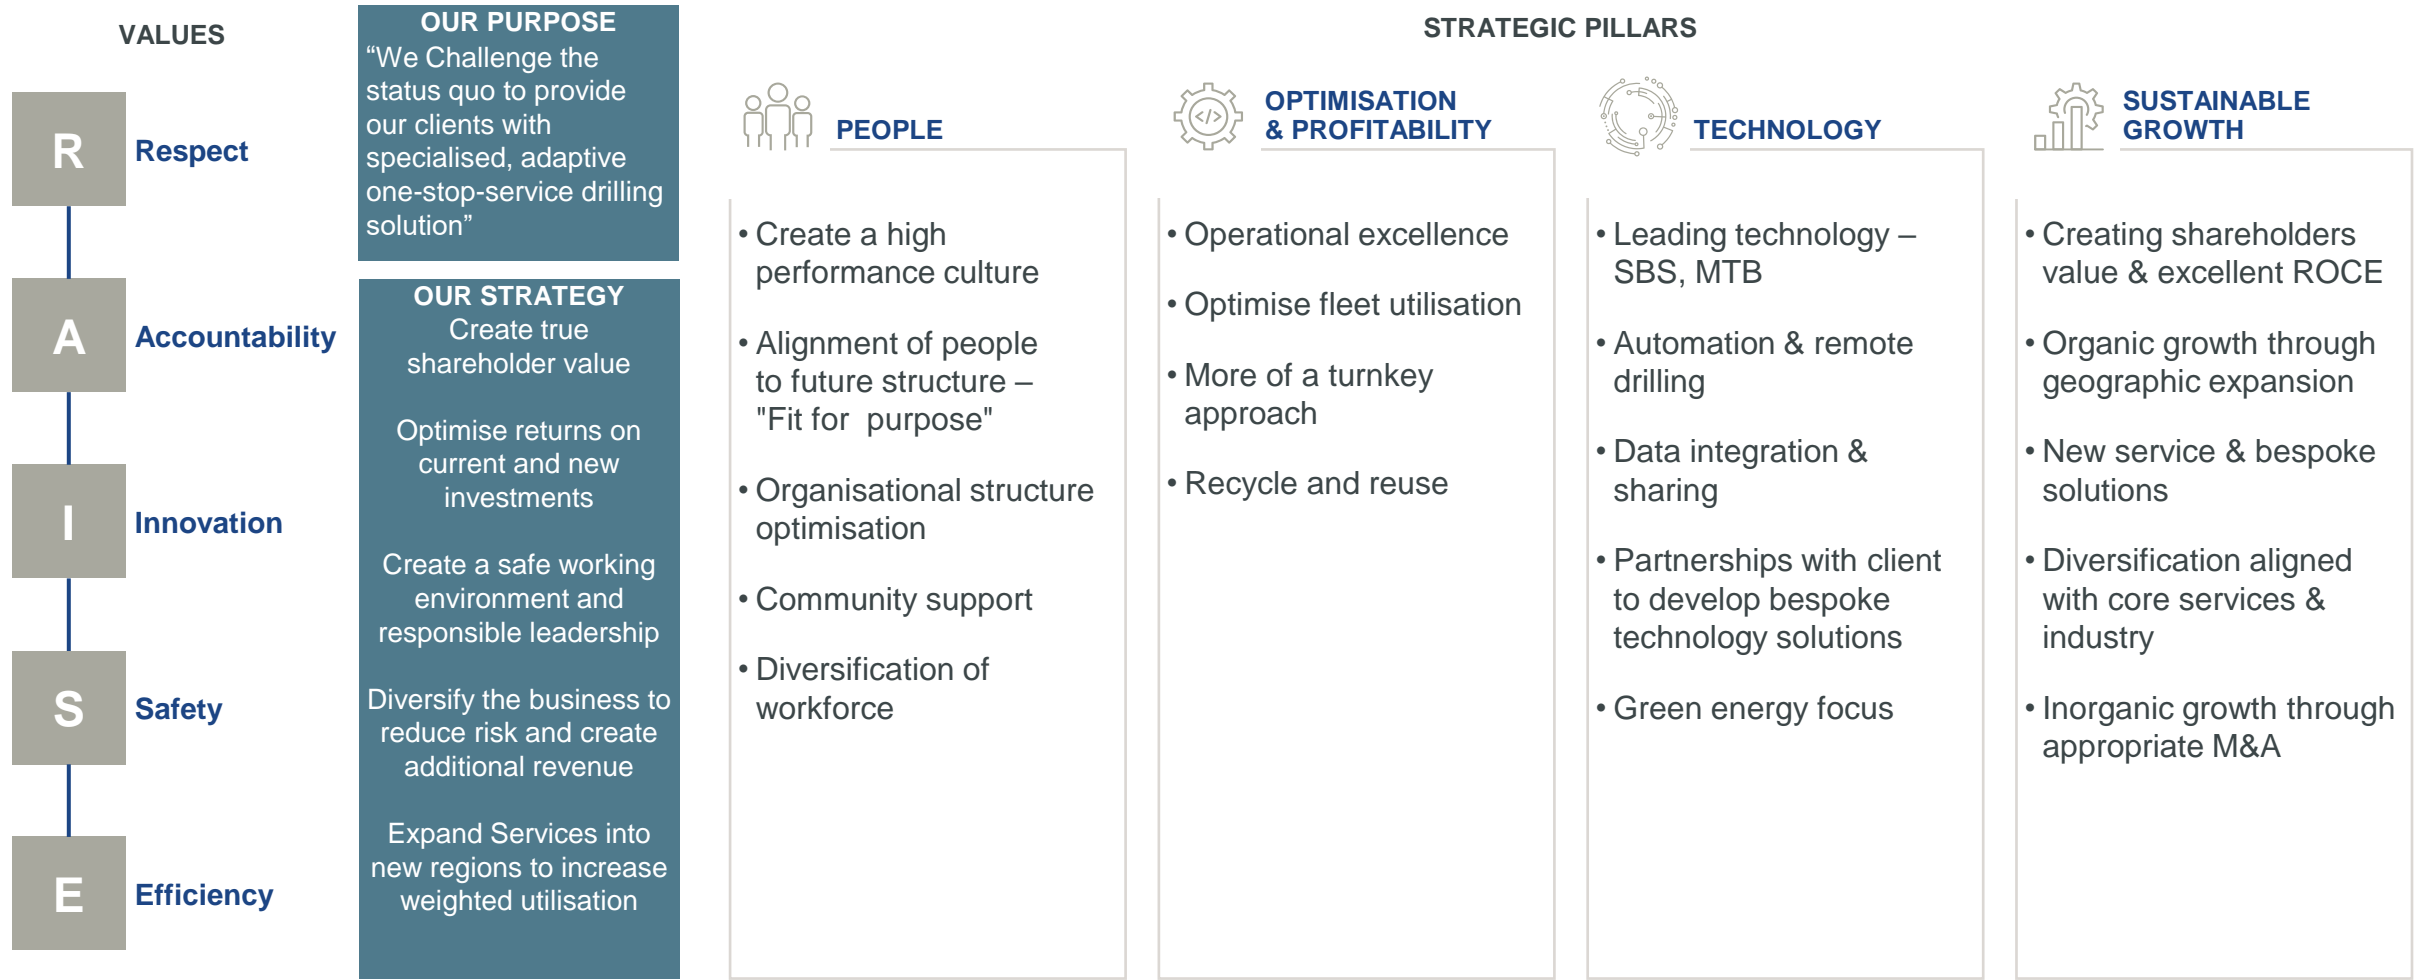 VALUES
R
Respect
A
Accountability
I
Innovation
S
Safety
E
Efficiency
OUR PURPOSE
“We Challenge the
status quo to provide
our clients with
specialised, adaptive
one-stop-service drilling
solution”
OUR STRATEGY
Create true
shareholder value
Optimise returns on
current and new
investments
Create a safe working
environment and
responsible leadership
Diversify the business to
reduce risk and create
additional revenue
Expand Services into
new regions to increase
weighted utilisation
STRATEGIC PILLARS
PEOPLE
• Create a high
performance culture
• Alignment of people
to future structure –
"Fit for purpose"
• Organisational structure
optimisation
• Community support
• Diversification of
workforce
</>
OPTIMISATION
& PROFITABILITY
• Operational excellence
• Optimise fleet utilisation
• More of a turnkey
approach
• Recycle and reuse
TECHNOLOGY
• Leading technology –
SBS, MTB
• Automation & remote
drilling
• Data integration &
sharing
• Partnerships with client
to develop bespoke
technology solutions
• Green energy focus
SUSTAINABLE
GROWTH
• Creating shareholders
value & excellent ROCE
• Organic growth through
geographic expansion
• New service & bespoke
solutions
• Diversification aligned
with core services &
industry
• Inorganic growth through
appropriate M&A